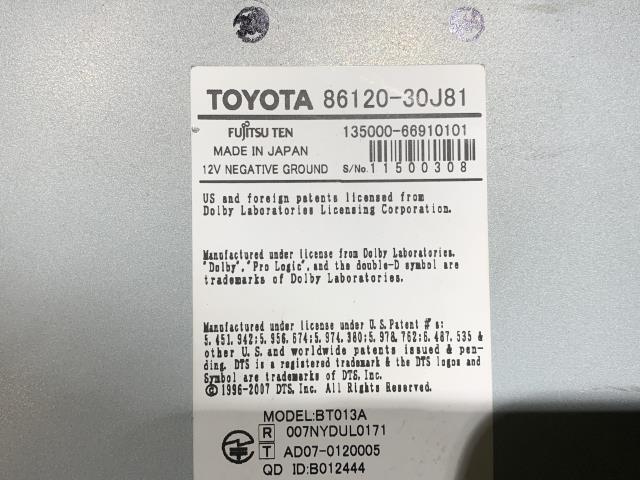 TOYOTA 86120-30J81
FUJITSU TEN 135000-66910101
MADE IN JAPAN
12V NEGATIVE GROUND S/No. 11500308
US and foreign patents licensed from
Dolby Laboratories Licensing Corporation.
Manufactured under license from Dolby Laboratories.
"Dolby", "Pro Logic", and the double-D symbol are
trademarks of Dolby Laboratories.
Manufactured under license under U.S. Patent #'s:
5,451,942; 5,956,674; 5,974,380; 5,978,762; 6,487,535 &
other U.S. and worldwide patents issued & pen-
ding. DTS is a registered trademark & the DTS logos and
Symbol are trademarks of DTS, Inc.
© 1996-2007 DTS, Inc. All Rights Reserved.
MODEL:BT013A
R 007NYDUL0171
T AD07-0120005
QD ID:B012444